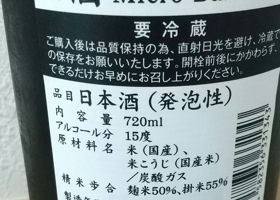 要冷蔵
ご購入後は品質保持の為、直射日光を避け、冷蔵で
の保存をお願いいたします。開栓前後にかかわらず、
できるだけお早めにお召し上がりください。
品目 日本酒（発泡性）
内容量 720ml
アルコール分 15度
原材料名 米（国産）、
米こうじ（国産米）
／炭酸ガス
精米歩合 麹米50%、掛米55%